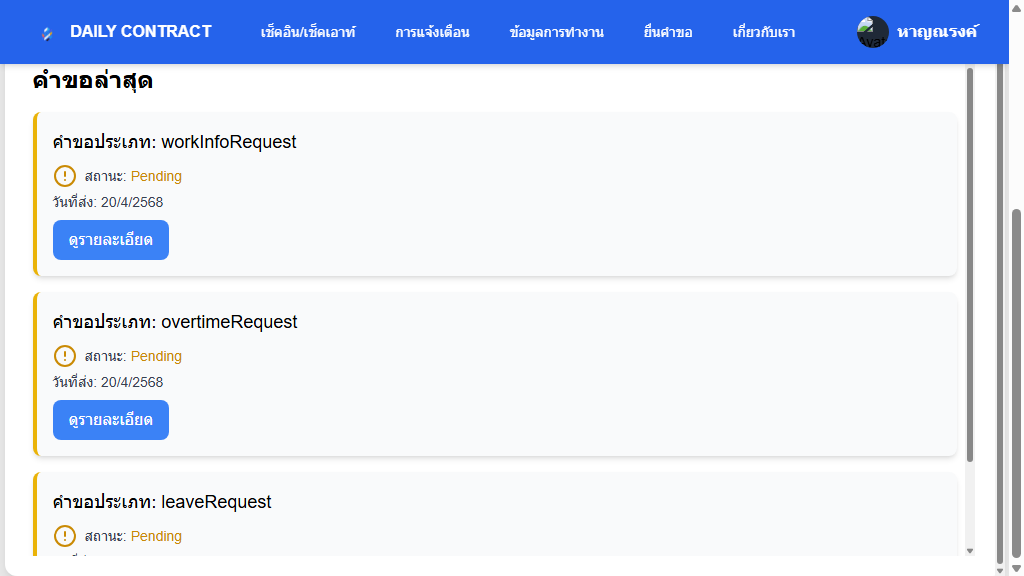 DAILY CONTRACT เช็คอิน/เช็คเอาท์ การแจ้งเตือน ข้อมูลการทำงาน ยื่นคำขอ เกี่ยวกับเรา หาญณรงค์
คำขอล่าสุด
คำขอประเภท: workInfoRequest
สถานะ: Pending
วันที่ส่ง: 20/4/2568
ดูรายละเอียด
คำขอประเภท: overtimeRequest
สถานะ: Pending
วันที่ส่ง: 20/4/2568
ดูรายละเอียด
คำขอประเภท: leaveRequest
สถานะ: Pending